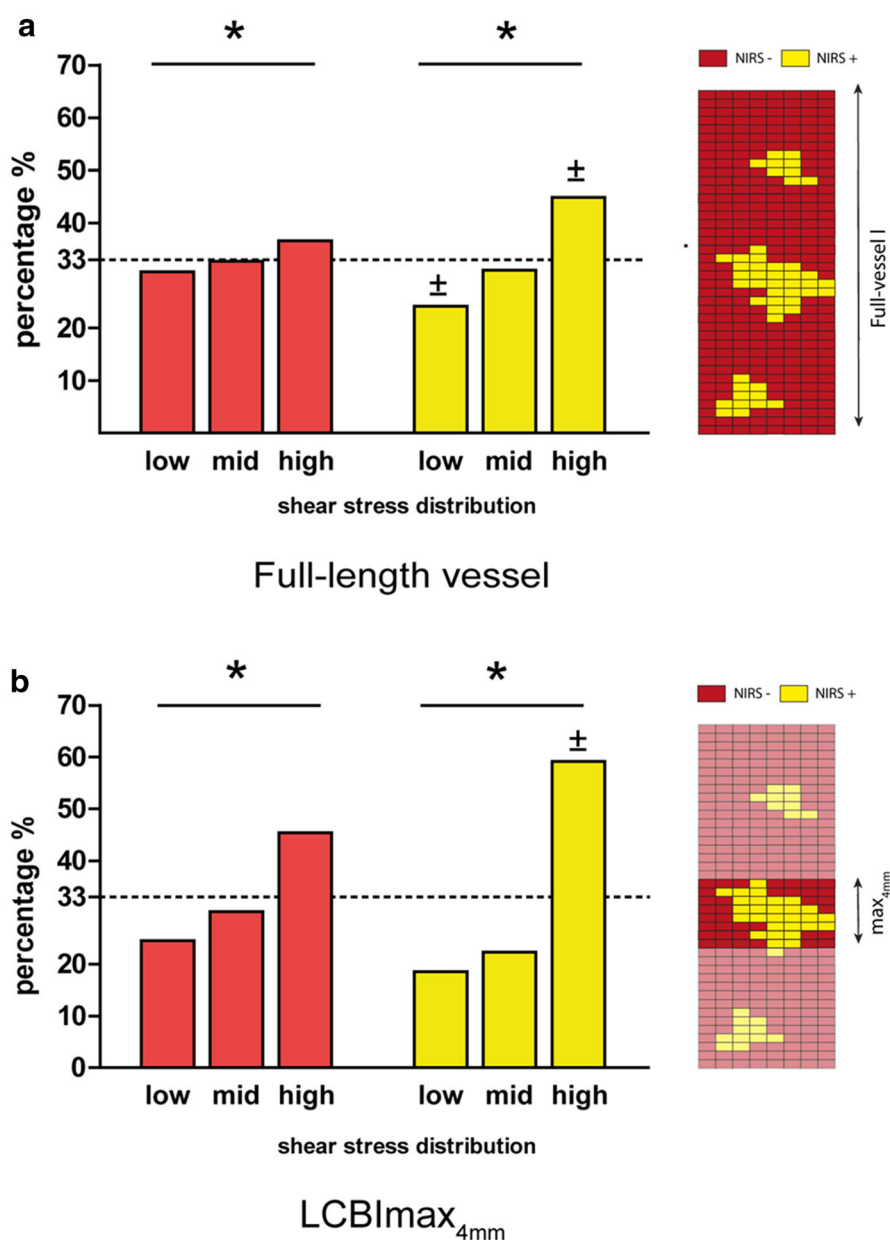 a
* *
NIRS - NIRS +
70
60
50
40
33
20
10
percentage %
± ±
Full-vessel l
low mid high low mid high
shear stress distribution
Full-length vessel
b
* *
NIRS - NIRS +
70
60
50
40
33
20
10
0
percentage %
±
max4mm
low mid high low mid high
shear stress distribution
LCBImax4mm